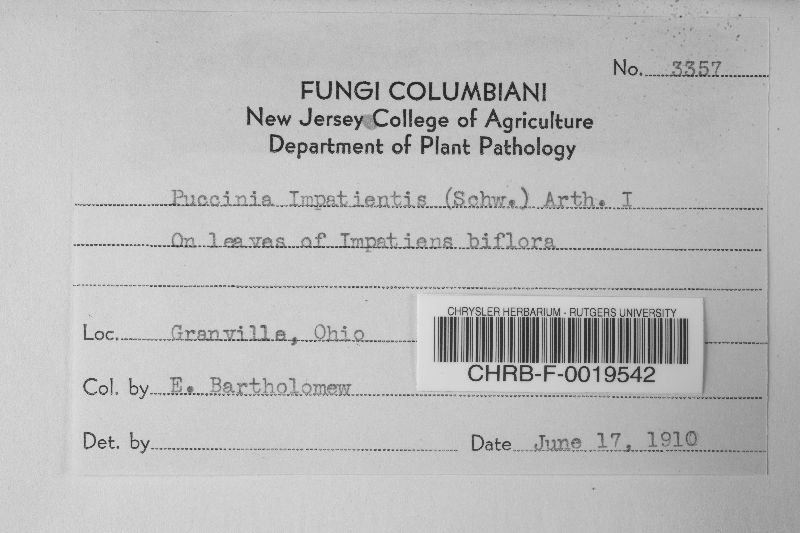 No. 3357
FUNGI COLUMBIANI
New Jersey College of Agriculture
Department of Plant Pathology
Puccinia Impatientis (Schw.) Arth. I
On leaves of Impatiens biflora
Loc. Granville, Ohio
CHRYSLER HERBARIUM - RUTGERS UNIVERSITY
CHRB-F-0019542
Col. by E. Bartholomew
Det. by
Date June 17, 1910